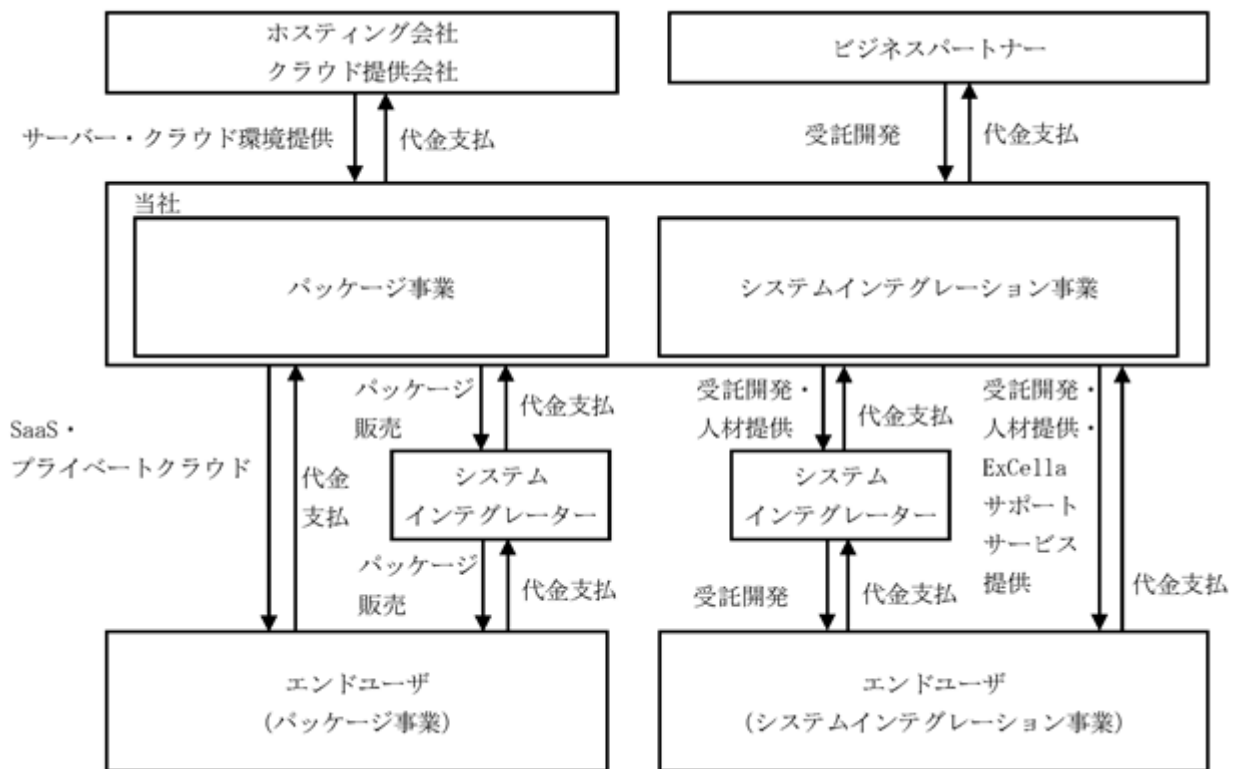 ホスティング会社
クラウド提供会社
ビジネスパートナー
サーバー・クラウド環境提供
代金支払
受託開発
代金支払
当社
パッケージ事業
システムインテグレーション事業
SaaS・
プライベートクラウド
代金
支払
パッケージ
販売
代金支払
システム
インテグレーター
パッケージ
販売
代金支払
受託開発・
人材提供
代金支払
システム
インテグレーター
受託開発
代金支払
受託開発・
人材提供・
ExCella
サポート
サービス
提供
代金支払
エンドユーザ
(パッケージ事業)
エンドユーザ
(システムインテグレーション事業)